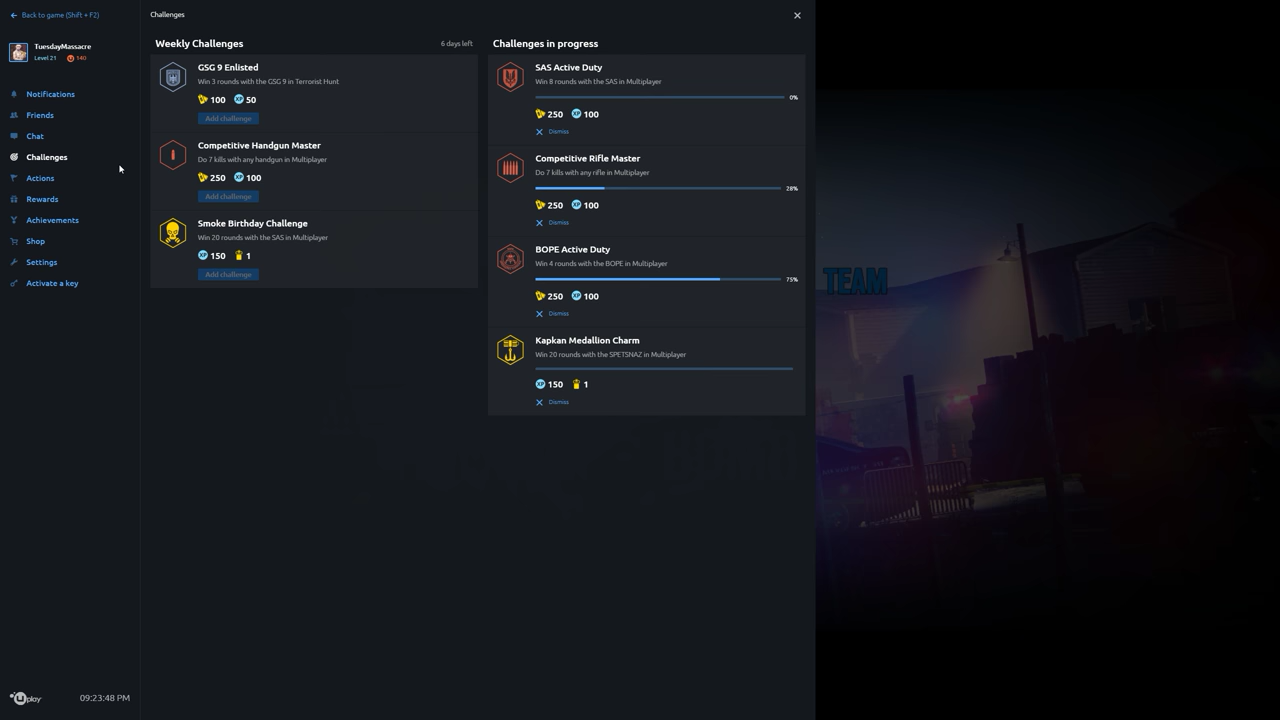 Back to game (Shift + F2)
Challenges
TuesdayMassacre
Level 21 140
Notifications
Friends
Chat
Challenges
Actions
Rewards
Achievements
Shop
Settings
Activate a key
Weekly Challenges
6 days left
GSG 9 Enlisted
Win 3 rounds with the GSG 9 in Terrorist Hunt
100 XP 50
Add challenge
Competitive Handgun Master
Do 7 kills with any handgun in Multiplayer
250 XP 100
Add challenge
Smoke Birthday Challenge
Win 20 rounds with the SAS in Multiplayer
XP 150 1
Add challenge
Challenges in progress
SAS Active Duty
Win 8 rounds with the SAS in Multiplayer
0%
250 XP 100
Dismiss
Competitive Rifle Master
Do 7 kills with any rifle in Multiplayer
28%
250 XP 100
Dismiss
BOPE Active Duty
Win 4 rounds with the BOPE in Multiplayer
75%
250 XP 100
Dismiss
Kapkan Medallion Charm
Win 20 rounds with the SPETSNAZ in Multiplayer
XP 150 1
Dismiss
TEAM
uplay
09:23:48 PM